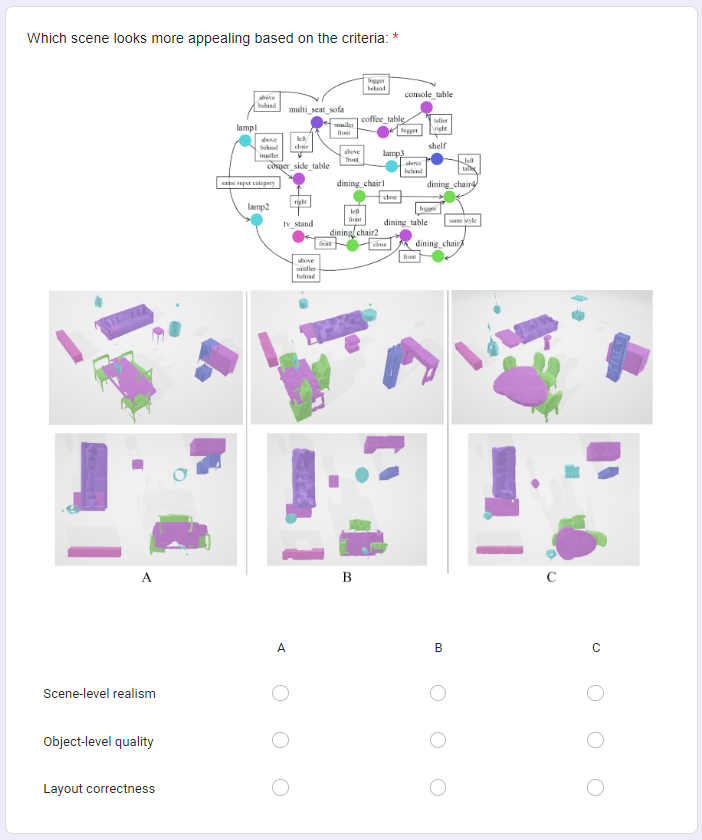 Which scene looks more appealing based on the criteria: *
bigger
behind
console_table
above
behind
multi_seat_sofa
coffee_table
smaller
front
bigger
taller
right
lamp1
above
behind
smaller
left
close
above
front
lamp3
shelf
above
behind
left
taller
corner_side_table
same super category
dining_chair1
close
dining_chair4
lamp2
right
left
front
bigger
same style
tv_stand
dining_table
dining_chair2
front
close
dining_chair3
front
above
smaller
behind
A
B
C
A
B
C
Scene-level realism
Object-level quality
Layout correctness